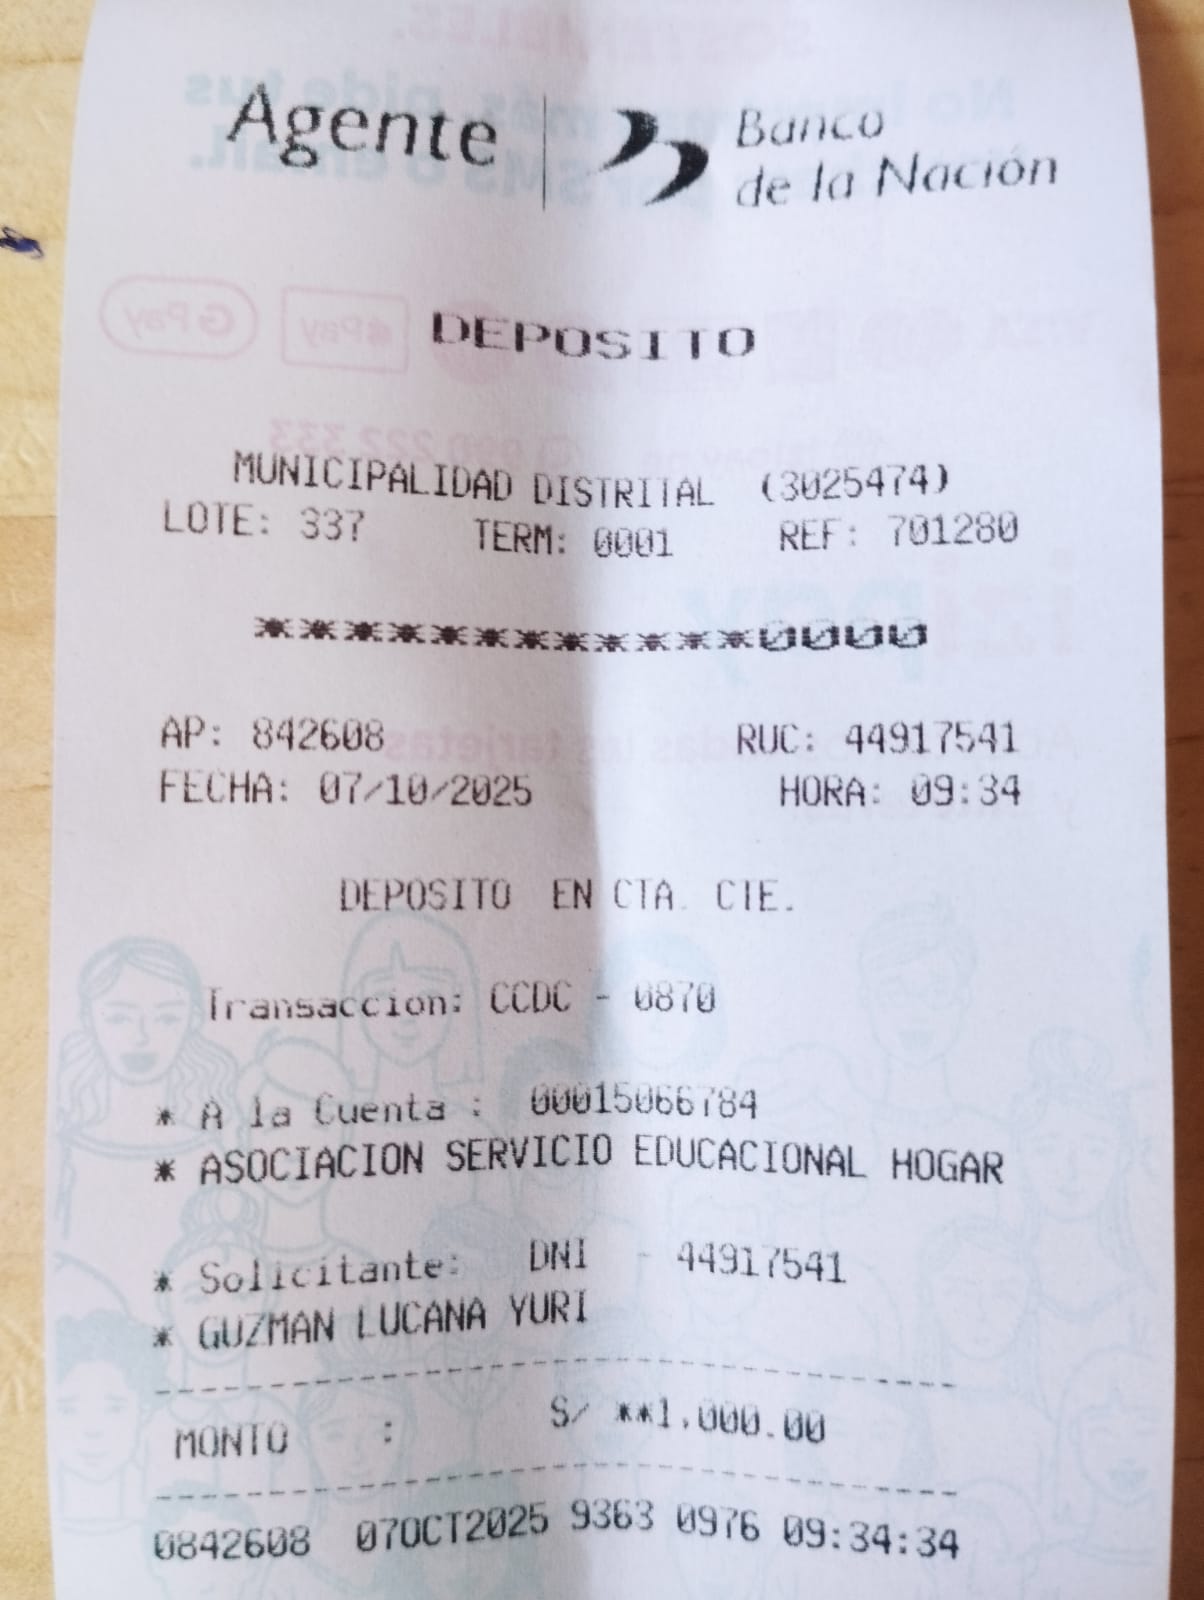 Agente | Banco
de la Nación
DEPOSITO
MUNICIPALIDAD DISTRITAL (3025474)
LOTE: 337 TERM: 0001 REF: 701280
************0000
AP: 842608 RUC: 44917541
FECHA: 07/10/2025 HORA: 09:34
DEPOSITO EN CTA. CTE.
Transaccion: CCDC - 0870
* A la Cuenta : 00015066784
* ASOCIACION SERVICIO EDUCACIONAL HOGAR
* Solicitante: DNI - 44917541
* GUZMAN LUCANA YURI
MONTO : S/ **1,000.00
0842608 07OCT2025 9363 0976 09:34:34